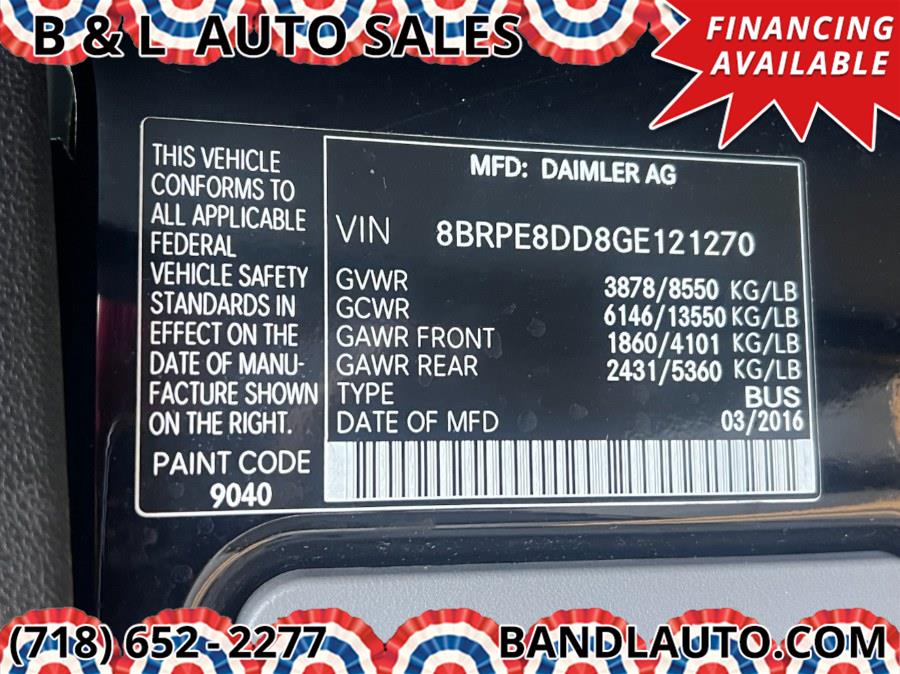 B & L AUTO SALES
FINANCING
AVAILABLE
THIS VEHICLE
CONFORMS TO
ALL APPLICABLE
FEDERAL
VEHICLE SAFETY
STANDARDS IN
EFFECT ON THE
DATE OF MANU-
FACTURE SHOWN
ON THE RIGHT.
PAINT CODE
9040
MFD: DAIMLER AG
VIN 8BRPE8DD8GE121270
GVWR 3878/8550 KG/LB
GCWR 6146/13550 KG/LB
GAWR FRONT 1860/4101 KG/LB
GAWR REAR 2431/5360 KG/LB
TYPE BUS
DATE OF MFD 03/2016
(718) 652-2277 BANDLAUTO.COM